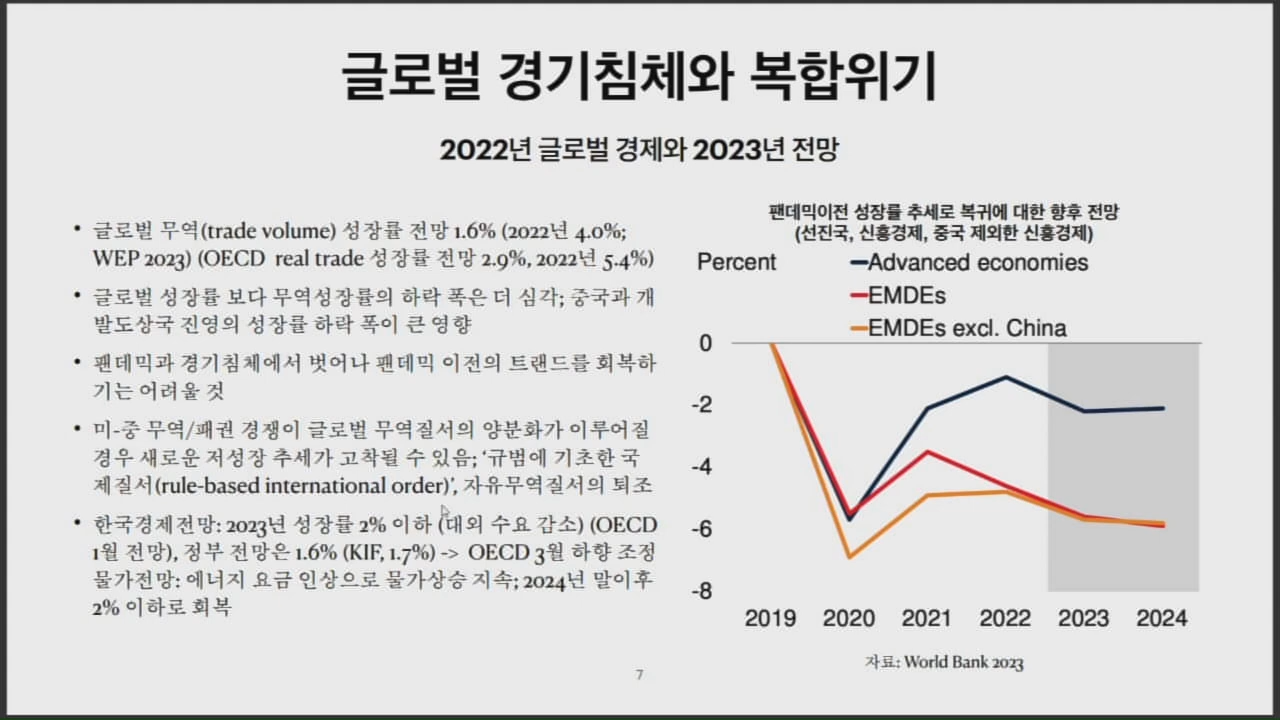 글로벌 경기침체와 복합위기
2022년 글로벌 경제와 2023년 전망
• 글로벌 무역(trade volume) 성장률 전망 1.6% (2022년 4.0%;
WEP 2023) (OECD real trade 성장률 전망 2.9%, 2022년 5.4%)
• 글로벌 성장률 보다 무역성장률의 하락 폭은 더 심각; 중국과 개
발도상국 진영의 성장률 하락 폭이 큰 영향
• 팬데믹과 경기침체에서 벗어나 팬데믹 이전의 트랜드를 회복하
기는 어려울 것
• 미-중 무역/패권 경쟁이 글로벌 무역질서의 양분화가 이루어질
경우 새로운 저성장 추세가 고착될 수 있음; ‘규범에 기초한 국
제질서(rule-based international order)’, 자유무역질서의 퇴조
• 한국경제전망: 2023년 성장률 2% 이하 (대외 수요 감소) (OECD
1월 전망), 정부 전망은 1.6% (KIF, 1.7%) -> OECD 3월 하향 조정
물가전망: 에너지 요금 인상으로 물가상승 지속; 2024년 말이후
2% 이하로 회복
팬데믹이전 성장률 추세로 복귀에 대한 향후 전망
(선진국, 신흥경제, 중국 제외한 신흥경제)
Percent
Advanced economies
EMDEs
EMDEs excl. China
0
-2
-4
-6
-8
2019 2020 2021 2022 2023 2024
자료: World Bank 2023
7